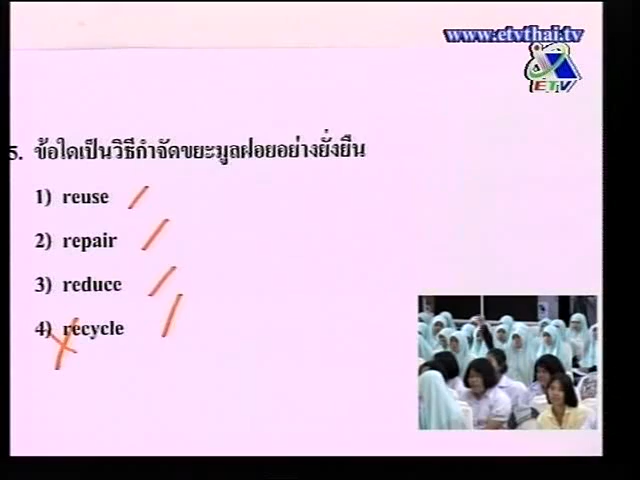 www.etvthai.tv
ETV
5. ข้อใดเป็นวิธีกำจัดขยะมูลฝอยอย่างยั่งยืน
1) reuse
2) repair
3) reduce
4) recycle